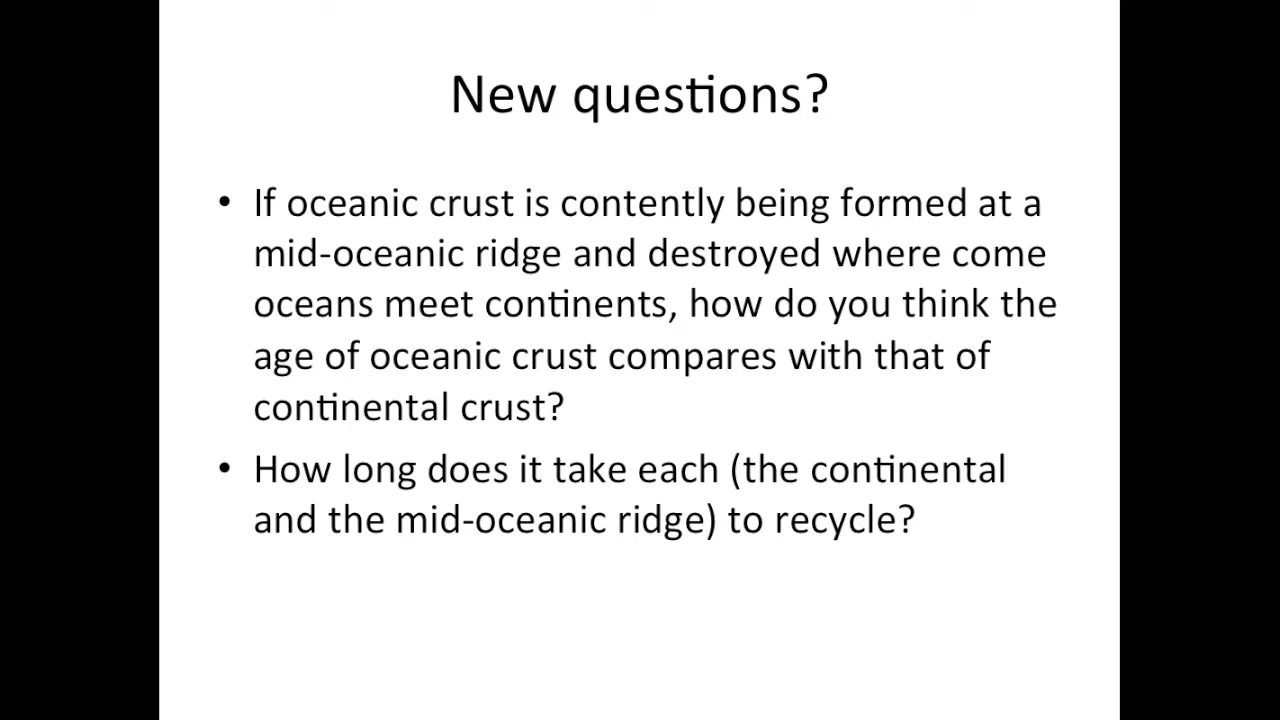 New questions?
• If oceanic crust is contently being formed at a
mid-oceanic ridge and destroyed where come
oceans meet continents, how do you think the
age of oceanic crust compares with that of
continental crust?
• How long does it take each (the continental
and the mid-oceanic ridge) to recycle?